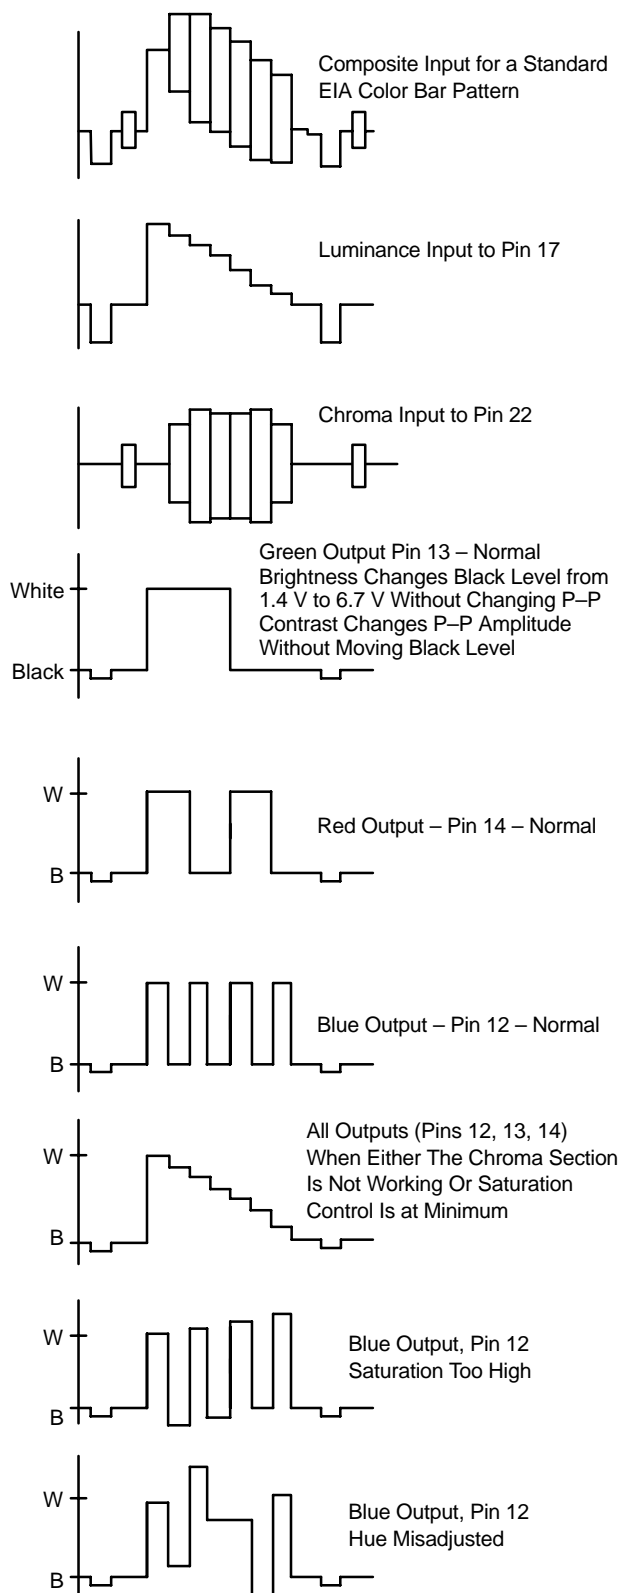 Composite Input for a Standard
EIA Color Bar Pattern
Luminance Input to Pin 17
Chroma Input to Pin 22
Green Output Pin 13 – Normal
Brightness Changes Black Level from
1.4 V to 6.7 V Without Changing P–P
Contrast Changes P–P Amplitude
Without Moving Black Level
White
Black
W
Red Output – Pin 14 – Normal
B
W
Blue Output – Pin 12 – Normal
B
All Outputs (Pins 12, 13, 14)
When Either The Chroma Section
Is Not Working Or Saturation
Control Is at Minimum
W
B
W
Blue Output, Pin 12
Saturation Too High
B
W
Blue Output, Pin 12
Hue Misadjusted
B